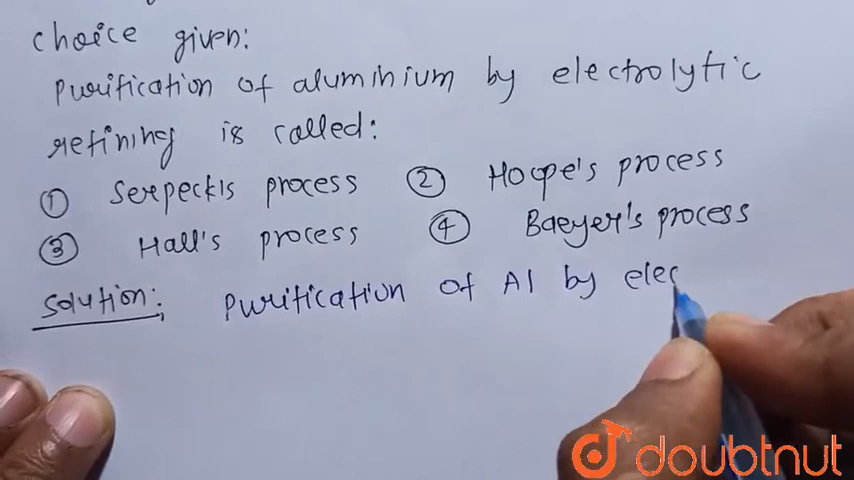 choice given:
Purification of aluminium by electrolytic
refining is called:
① Serpeck's process ② Hoope's process
③ Hall's process ④ Baeyer's process
Solution: Purification of Al by elec
doubtnut